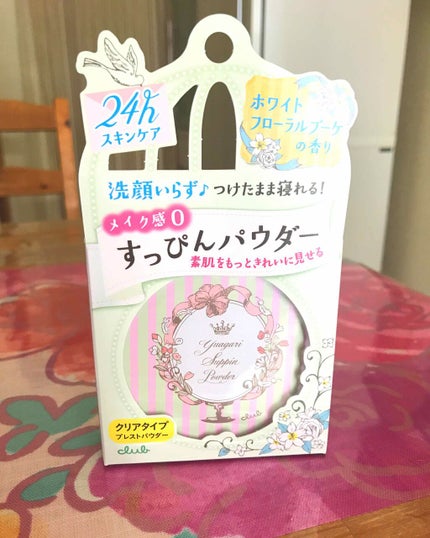 24h
スキンケア
ホワイト
フローラルブーケ
の香り
洗顔いらず♪つけたまま寝れる!
メイク感0
すっぴんパウダー
素肌をもっときれいに見せる
Yuagari
Suppin
Powder
club
クリアタイプ
プレストパウダー
club